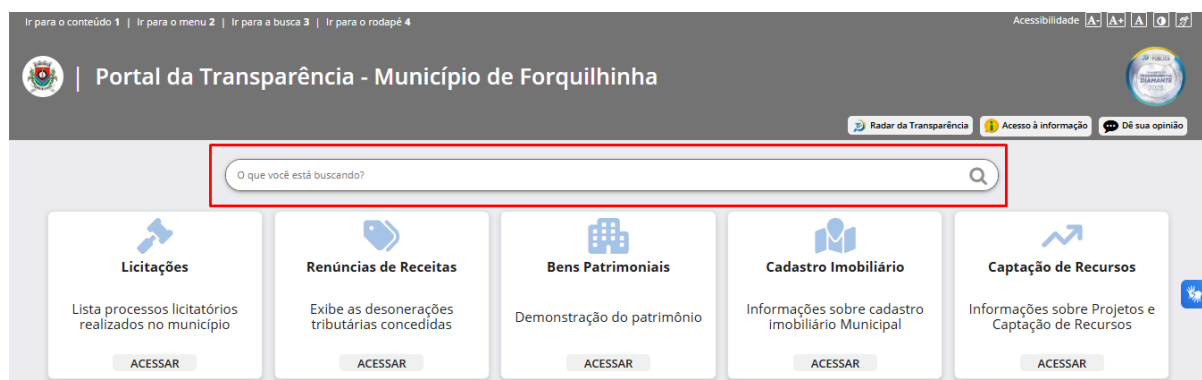 Ir para o conteúdo 1 | Ir para o menu 2 | Ir para a busca 3 | Ir para o rodapé 4
Acessibilidade A- A+ A
| Portal da Transparência - Município de Forquilhinha
DIAMANTE
2025
Radar da Transparência
Acesso à informação
Dê sua opinião
O que você está buscando?
Licitações
Lista processos licitatórios
realizados no município
ACESSAR
Renúncias de Receitas
Exibe as desonerações
tributárias concedidas
ACESSAR
Bens Patrimoniais
Demonstração do patrimônio
ACESSAR
Cadastro Imobiliário
Informações sobre cadastro
imobiliário Municipal
ACESSAR
Captação de Recursos
Informações sobre Projetos e
Captação de Recursos
ACESSAR